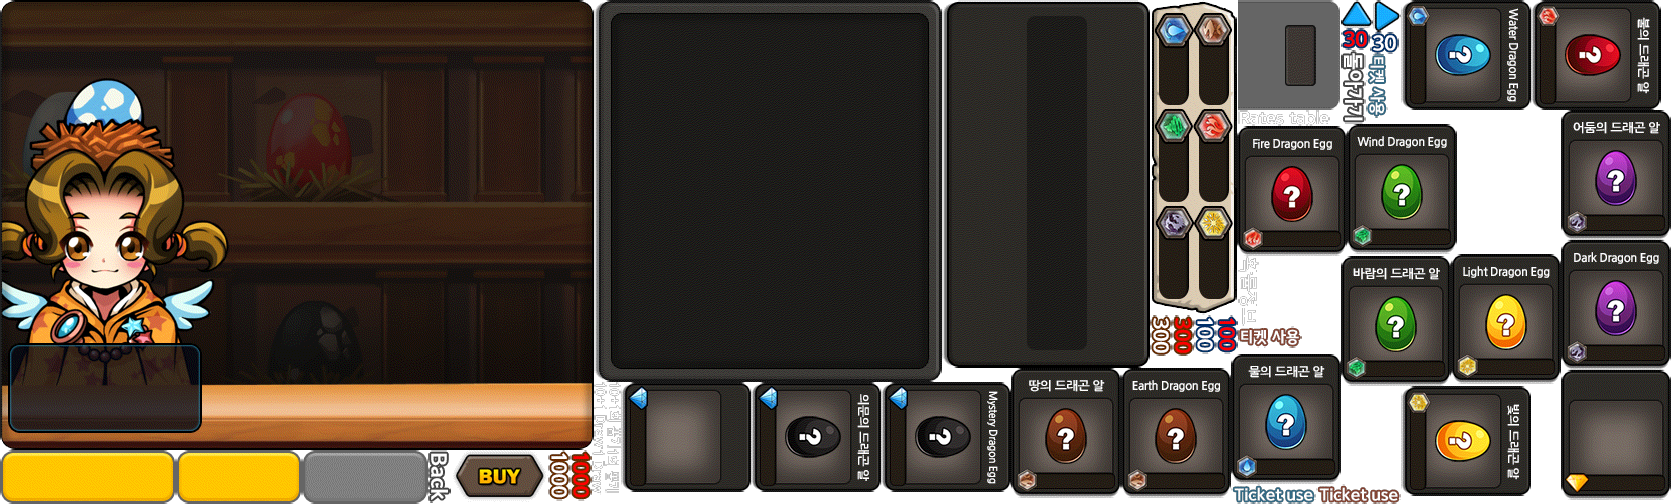 30
30
돌아가기
티켓 사용
Water Dragon Egg
불의 드래곤 알
Rates table
Fire Dragon Egg
Wind Dragon Egg
어둠의 드래곤 알
바람의 드래곤 알
Light Dragon Egg
Dark Dragon Egg
300
300
100
100
티켓 사용
의문의 드래곤 알
Mystery Dragon Egg
땅의 드래곤 알
Earth Dragon Egg
물의 드래곤 알
빛의 드래곤 알
Back
BUY
1000
1000
Ticket use
Ticket use